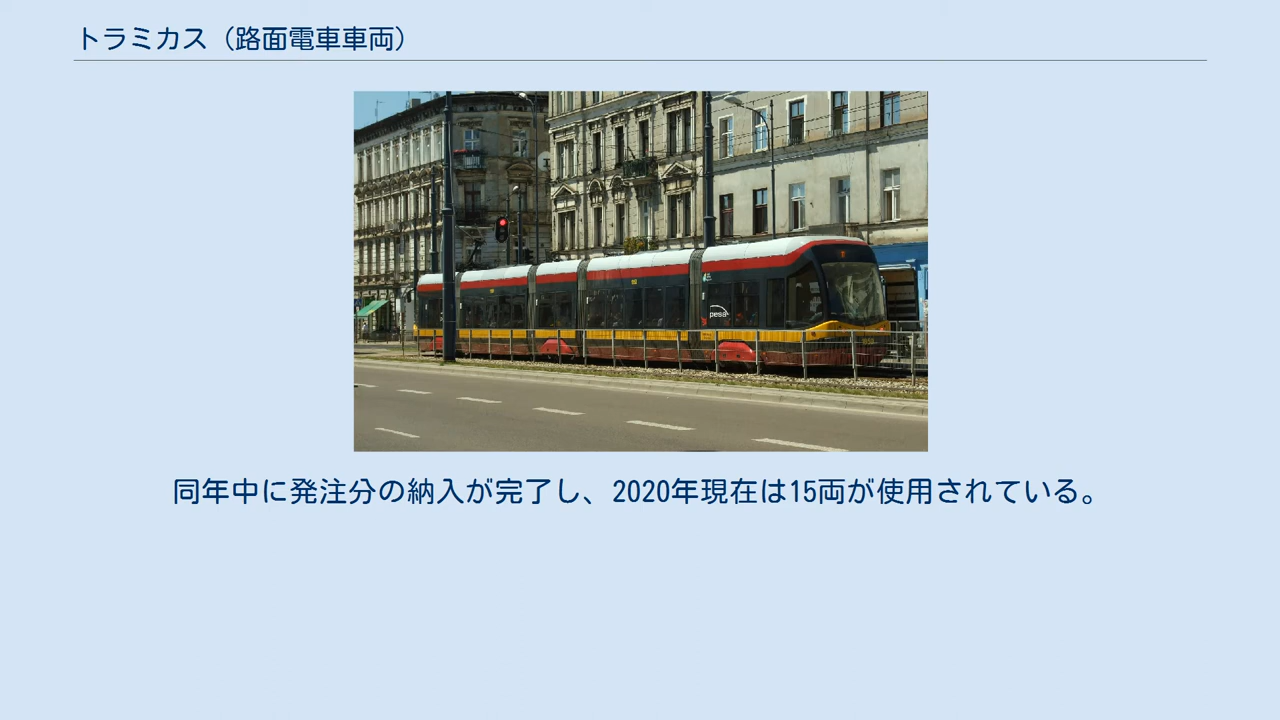 トラミカス（路面電車車両）
pesa
同年中に発注分の納入が完了し、2020年現在は15両が使用されている。